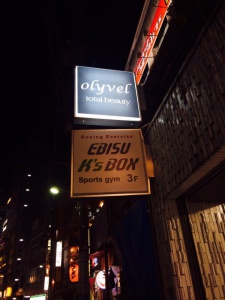 olyvel
total beauty
Boxing Exercise
EBISU
K's BOX
Sports gym 3F